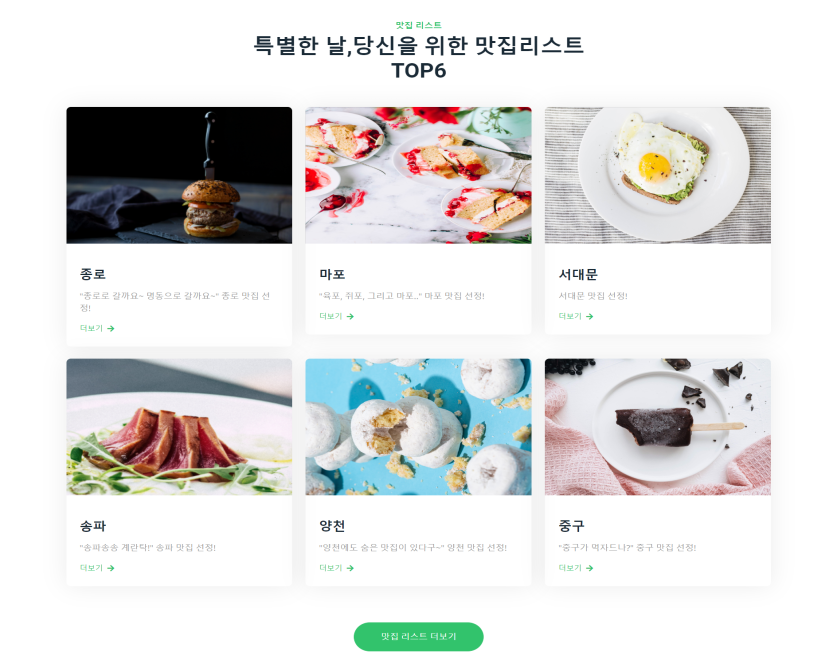 맛집 리스트
특별한 날,당신을 위한 맛집리스트
TOP6
종로
"종로로 갈까요~ 명동으로 갈까요~" 종로 맛집 선
정!
더보기 →
마포
"육포, 쥐포, 그리고 마포.." 마포 맛집 선정!
더보기 →
서대문
서대문 맛집 선정!
더보기 →
송파
"송파송송 계란탁!" 송파 맛집 선정!
더보기 →
양천
"양천에도 숨은 맛집이 있다구~" 양천 맛집 선정!
더보기 →
중구
"중구가 먹자드나?" 중구 맛집 선정!
더보기 →
맛집 리스트 더보기